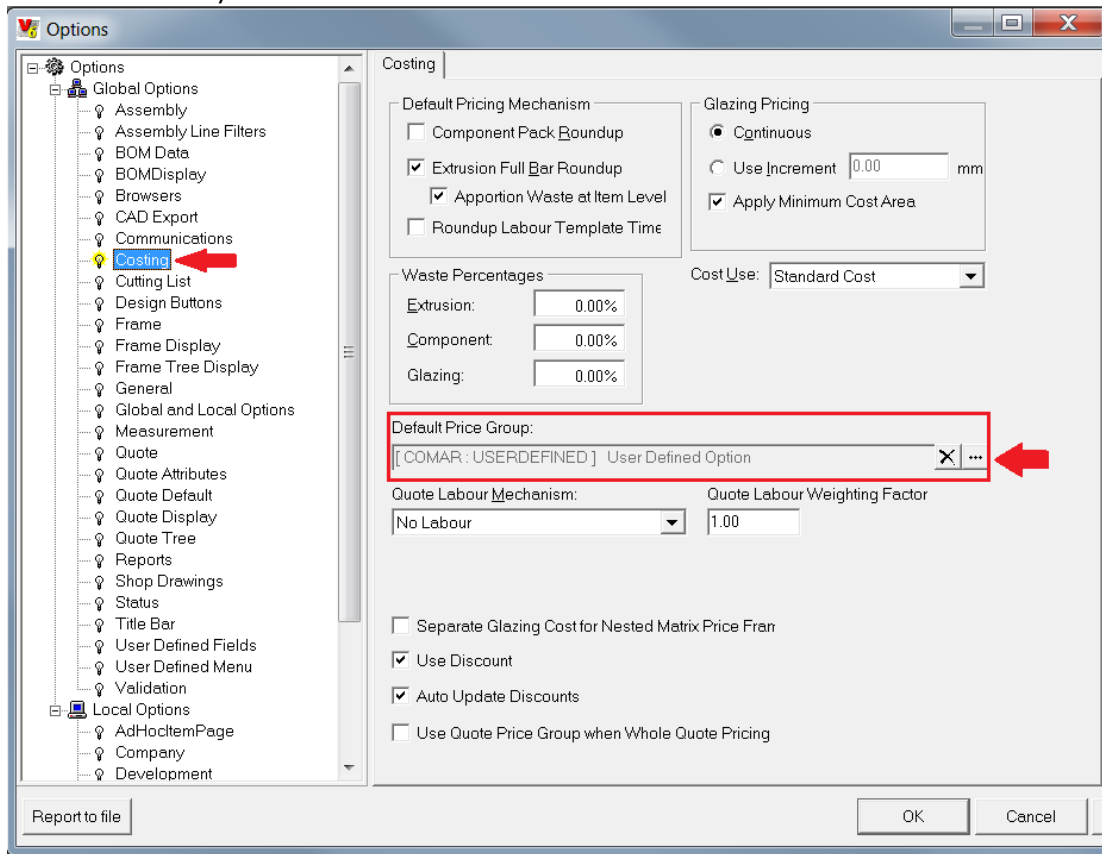 Options
Options
Global Options
Assembly
Assembly Line Filters
BOM Data
BOMDisplay
Browsers
CAD Export
Communications
Costing
Cutting List
Design Buttons
Frame
Frame Display
Frame Tree Display
General
Global and Local Options
Measurement
Quote
Quote Attributes
Quote Default
Quote Display
Quote Tree
Reports
Shop Drawings
Status
Title Bar
User Defined Fields
User Defined Menu
Validation
Local Options
AdHocItemPage
Company
Development
Costing
Default Pricing Mechanism
Component Pack Roundup
Extrusion Full Bar Roundup
Apportion Waste at Item Level
Roundup Labour Template Time
Glazing Pricing
Continuous
Use Increment 0.00 mm
Apply Minimum Cost Area
Waste Percentages
Extrusion: 0.00%
Component: 0.00%
Glazing: 0.00%
Cost Use: Standard Cost
Default Price Group:
[ COMAR : USERDEFINED ] User Defined Option
Quote Labour Mechanism: Quote Labour Weighting Factor
No Labour 1.00
Separate Glazing Cost for Nested Matrix Price Fran
Use Discount
Auto Update Discounts
Use Quote Price Group when Whole Quote Pricing
Report to file OK Cancel